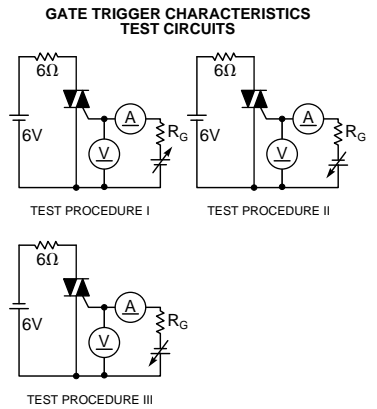 GATE TRIGGER CHARACTERISTICS
TEST CIRCUITS
6Ω
6V
A
V
RG
TEST PROCEDURE I
6Ω
6V
A
V
RG
TEST PROCEDURE II
6Ω
6V
A
V
RG
TEST PROCEDURE III